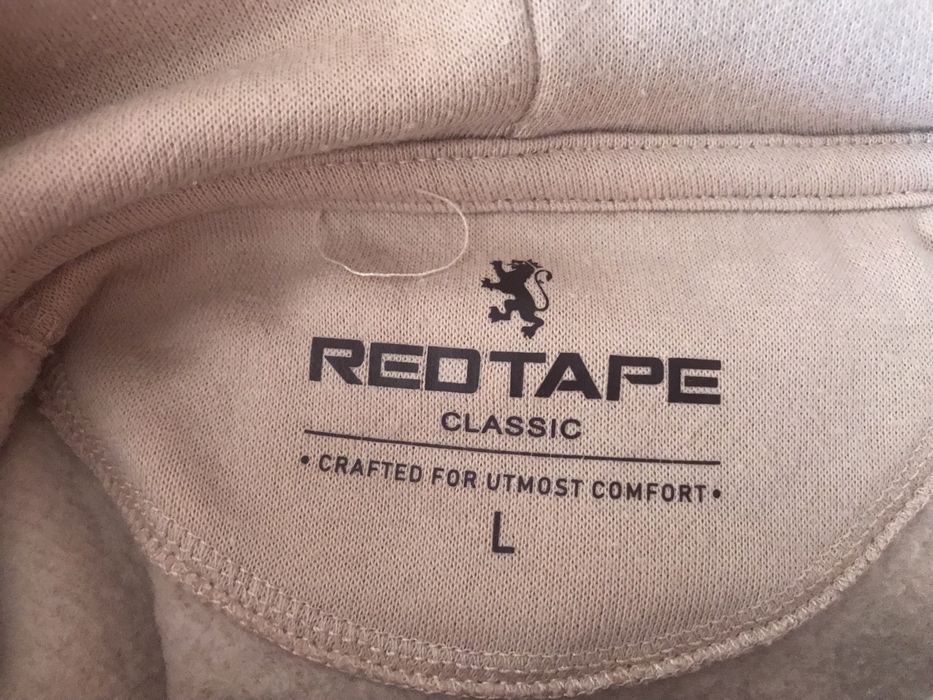 REDTAPE
CLASSIC
• CRAFTED FOR UTMOST COMFORT •
L